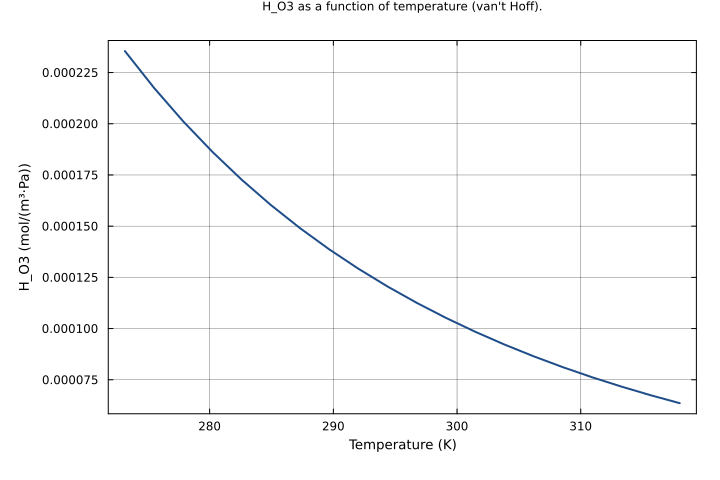 H_O3 as a function of temperature (van't Hoff).
H_O3 (mol/(m³·Pa))
0.000225
0.000200
0.000175
0.000150
0.000125
0.000100
0.000075
280 290 300 310
Temperature (K)